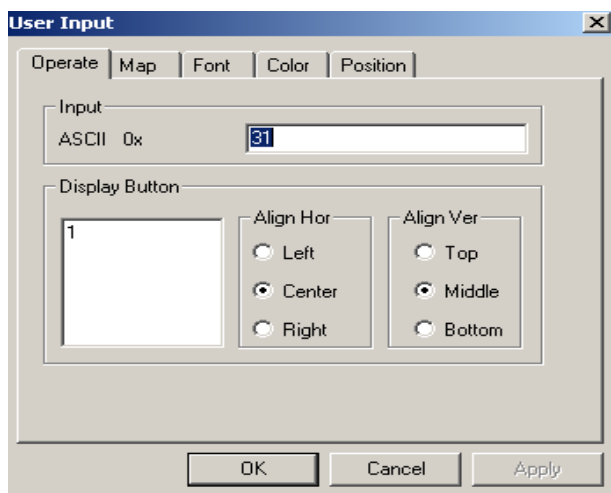 User Input
Operate Map Font Color Position
Input
ASCII 0x 31
Display Button
1
Align Hor
Left
Center
Right
Align Ver
Top
Middle
Bottom
OK Cancel Apply